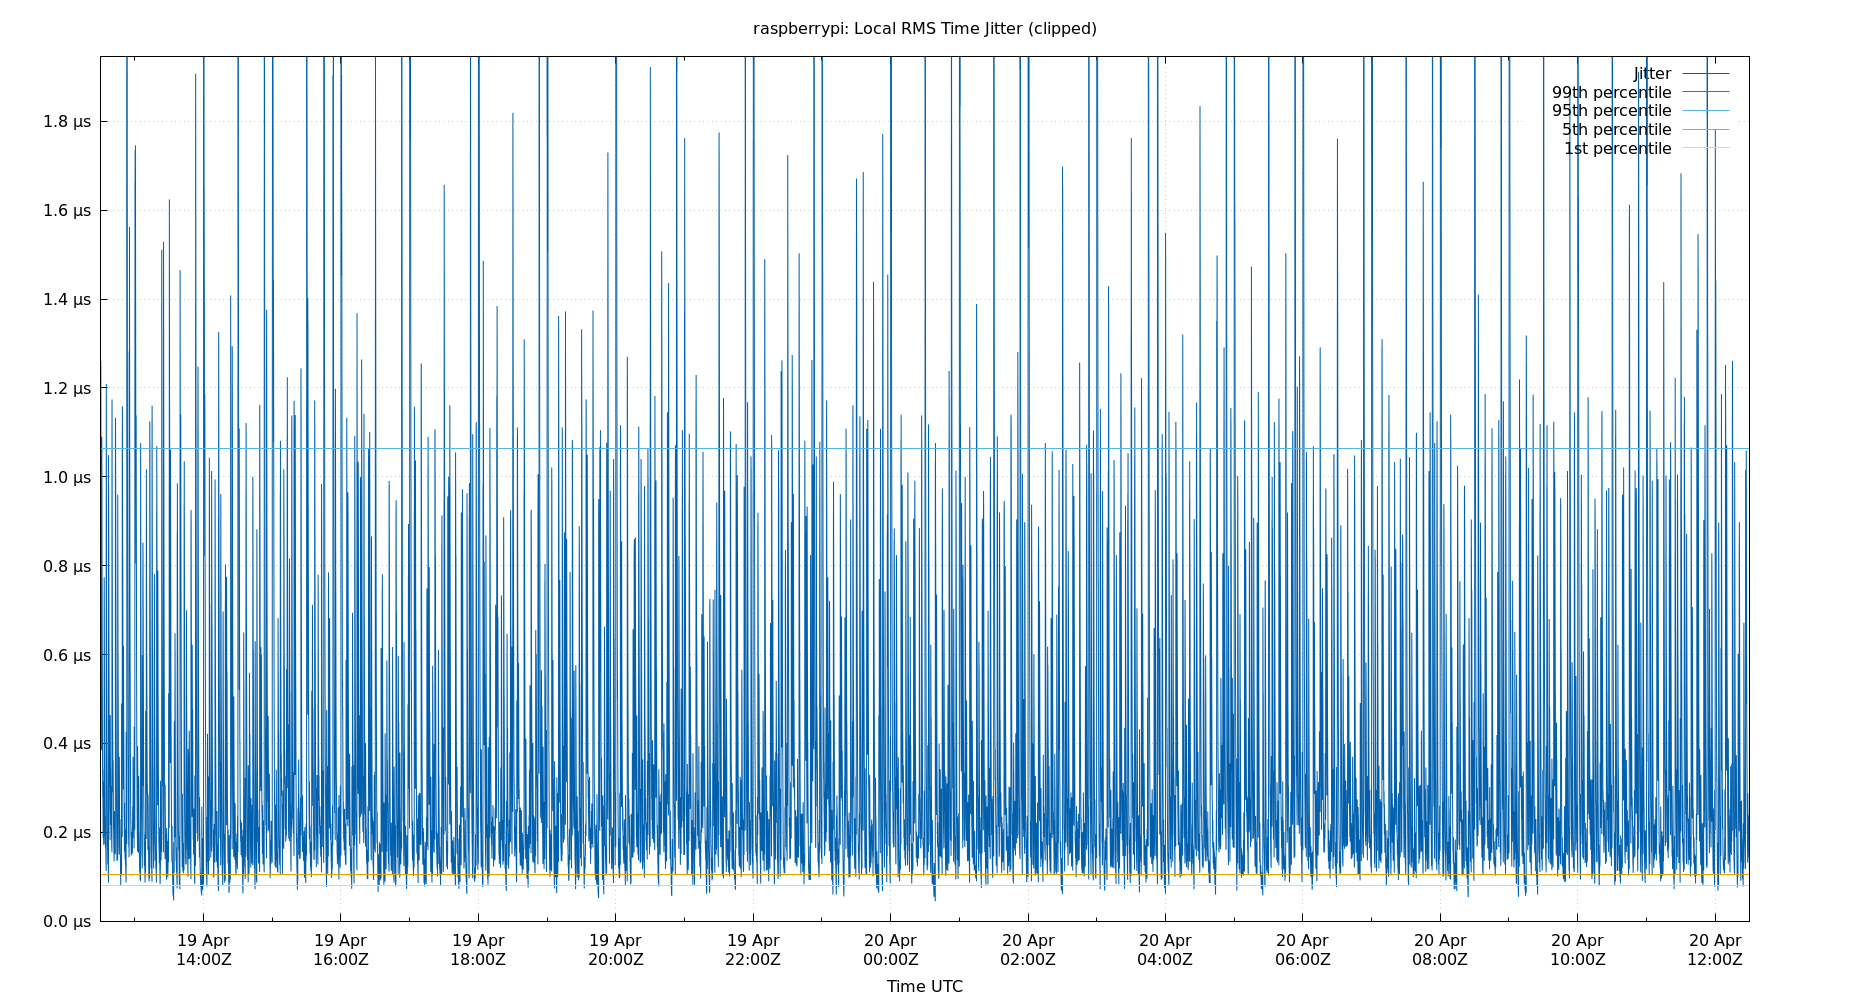 raspberrypi: Local RMS Time Jitter (clipped)
Jitter
99th percentile
95th percentile
5th percentile
1st percentile
1.8 µs
1.6 µs
1.4 µs
1.2 µs
1.0 µs
0.8 µs
0.6 µs
0.4 µs
0.2 µs
0.0 µs
19 Apr 19 Apr 19 Apr 19 Apr 19 Apr 20 Apr 20 Apr 20 Apr 20 Apr 20 Apr 20 Apr 20 Apr
14:00Z 16:00Z 18:00Z 20:00Z 22:00Z 00:00Z 02:00Z 04:00Z 06:00Z 08:00Z 10:00Z 12:00Z
Time UTC